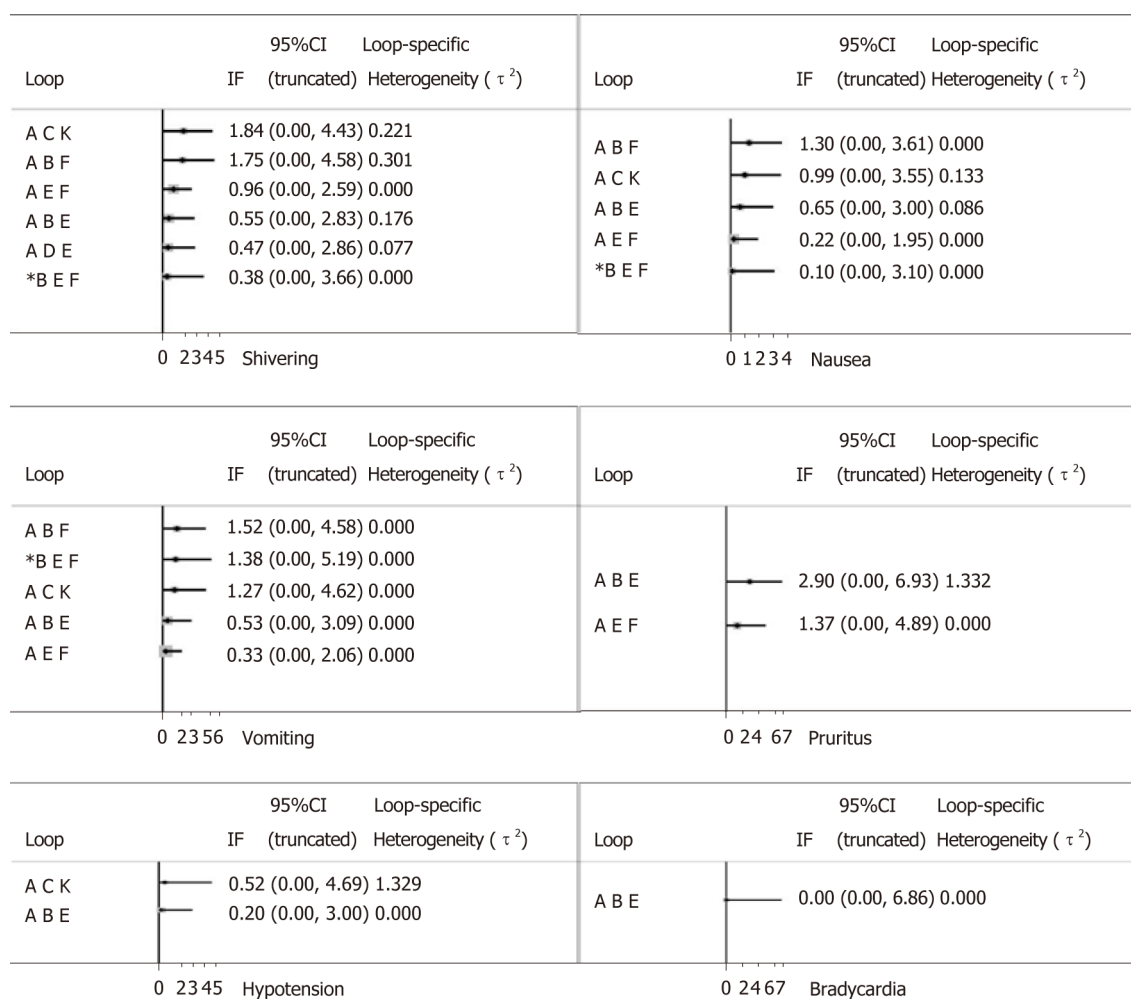 95%CI Loop-specific
Loop IF (truncated) Heterogeneity ( τ ²)
A C K 1.84 (0.00, 4.43) 0.221
A B F 1.75 (0.00, 4.58) 0.301
A E F 0.96 (0.00, 2.59) 0.000
A B E 0.55 (0.00, 2.83) 0.176
A D E 0.47 (0.00, 2.86) 0.077
*B E F 0.38 (0.00, 3.66) 0.000
0 2345 Shivering
95%CI Loop-specific
Loop IF (truncated) Heterogeneity ( τ ²)
A B F 1.30 (0.00, 3.61) 0.000
A C K 0.99 (0.00, 3.55) 0.133
A B E 0.65 (0.00, 3.00) 0.086
A E F 0.22 (0.00, 1.95) 0.000
*B E F 0.10 (0.00, 3.10) 0.000
0 1234 Nausea
95%CI Loop-specific
Loop IF (truncated) Heterogeneity ( τ ²)
A B F 1.52 (0.00, 4.58) 0.000
*B E F 1.38 (0.00, 5.19) 0.000
A C K 1.27 (0.00, 4.62) 0.000
A B E 0.53 (0.00, 3.09) 0.000
A E F 0.33 (0.00, 2.06) 0.000
0 2356 Vomiting
95%CI Loop-specific
Loop IF (truncated) Heterogeneity ( τ ²)
A B E 2.90 (0.00, 6.93) 1.332
A E F 1.37 (0.00, 4.89) 0.000
0 24 67 Pruritus
95%CI Loop-specific
Loop IF (truncated) Heterogeneity ( τ ²)
A C K 0.52 (0.00, 4.69) 1.329
A B E 0.20 (0.00, 3.00) 0.000
0 2345 Hypotension
95%CI Loop-specific
Loop IF (truncated) Heterogeneity ( τ ²)
A B E 0.00 (0.00, 6.86) 0.000
0 2467 Bradycardia